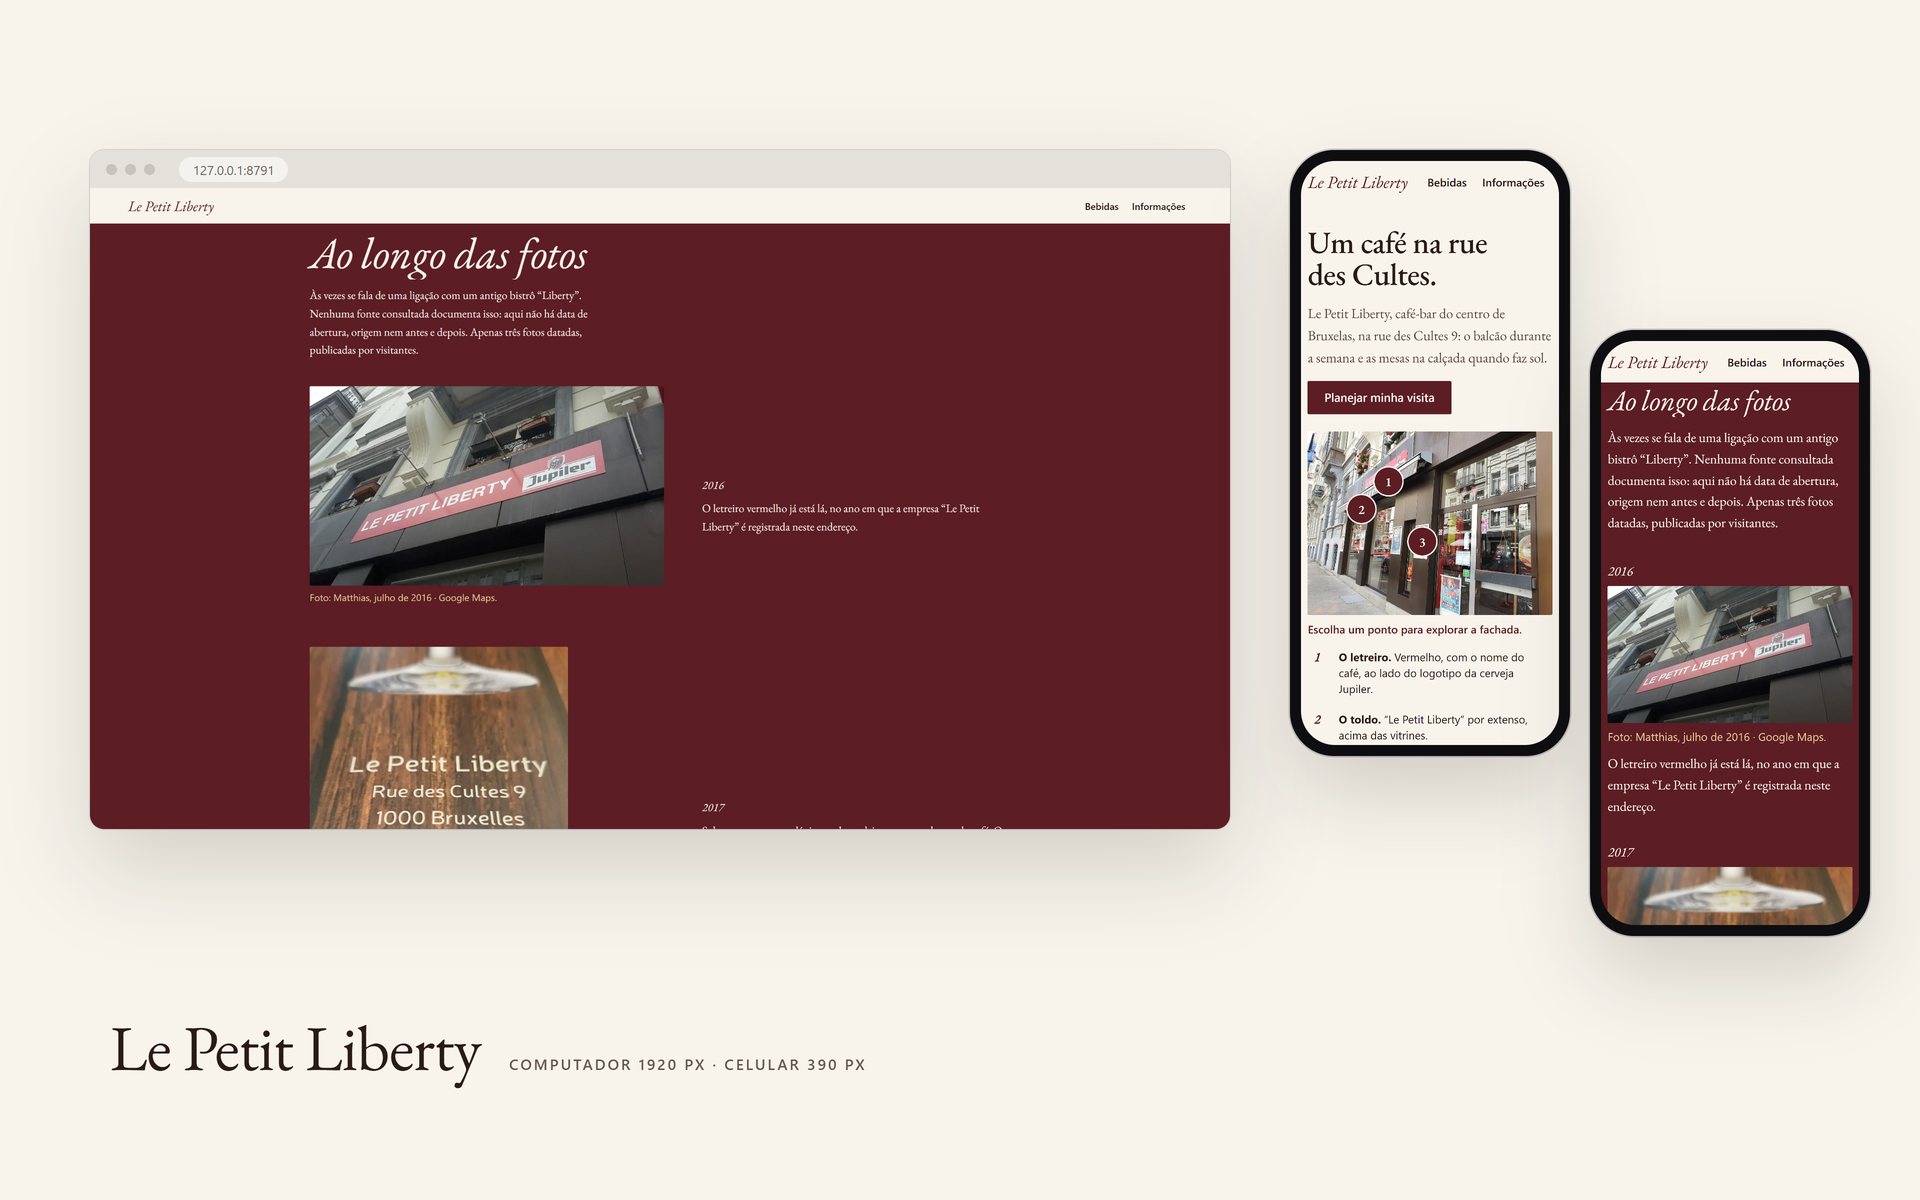 127.0.0.1:8791
Le Petit Liberty
Bebidas Informações
Ao longo das fotos
Às vezes se fala de uma ligação com um antigo bistrô “Liberty”.
Nenhuma fonte consultada documenta isso: aqui não há data de
abertura, origem nem antes e depois. Apenas três fotos datadas,
publicadas por visitantes.
LE PETIT LIBERTY Jupiler
Foto: Matthias, julho de 2016 · Google Maps.
2016
O letreiro vermelho já está lá, no ano em que a empresa “Le Petit
Liberty” é registrada neste endereço.
Le Petit Liberty
Rue des Cultes 9
1000 Bruxelles
2017
Le Petit Liberty Bebidas Informações
Um café na rue
des Cultes.
Le Petit Liberty, café-bar do centro de
Bruxelas, na rue des Cultes 9: o balcão durante
a semana e as mesas na calçada quando faz sol.
Planejar minha visita
1
2
3
Escolha um ponto para explorar a fachada.
1 O letreiro. Vermelho, com o nome do
café, ao lado do logotipo da cerveja
Jupiler.
2 O toldo. “Le Petit Liberty” por extenso,
acima das vitrines.
Le Petit Liberty Bebidas Informações
Ao longo das fotos
Às vezes se fala de uma ligação com um antigo
bistrô “Liberty”. Nenhuma fonte consultada
documenta isso: aqui não há data de abertura,
origem nem antes e depois. Apenas três fotos
datadas, publicadas por visitantes.
2016
LE PETIT LIBERTY Jupiler
Foto: Matthias, julho de 2016 · Google Maps.
O letreiro vermelho já está lá, no ano em que a
empresa “Le Petit Liberty” é registrada neste
endereço.
2017
Le Petit Liberty
COMPUTADOR 1920 PX · CELULAR 390 PX